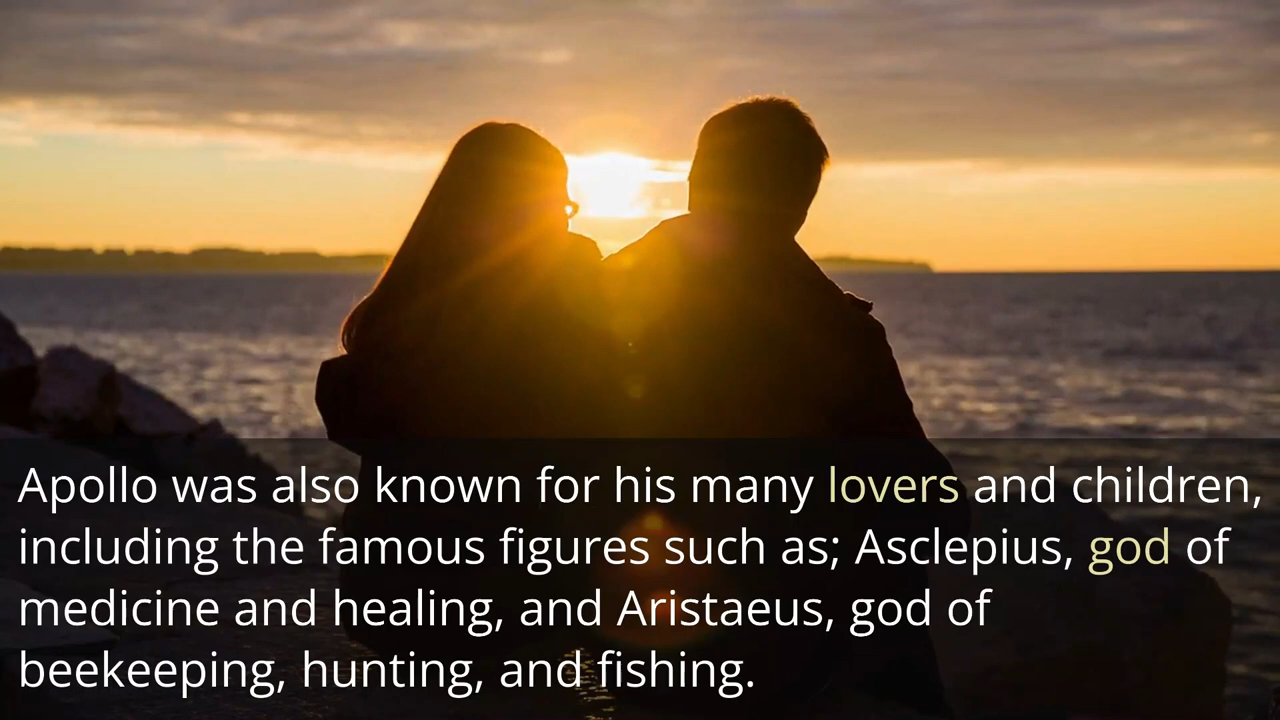 Apollo was also known for his many lovers and children,
including the famous figures such as; Asclepius, god of
medicine and healing, and Aristaeus, god of
beekeeping, hunting, and fishing.